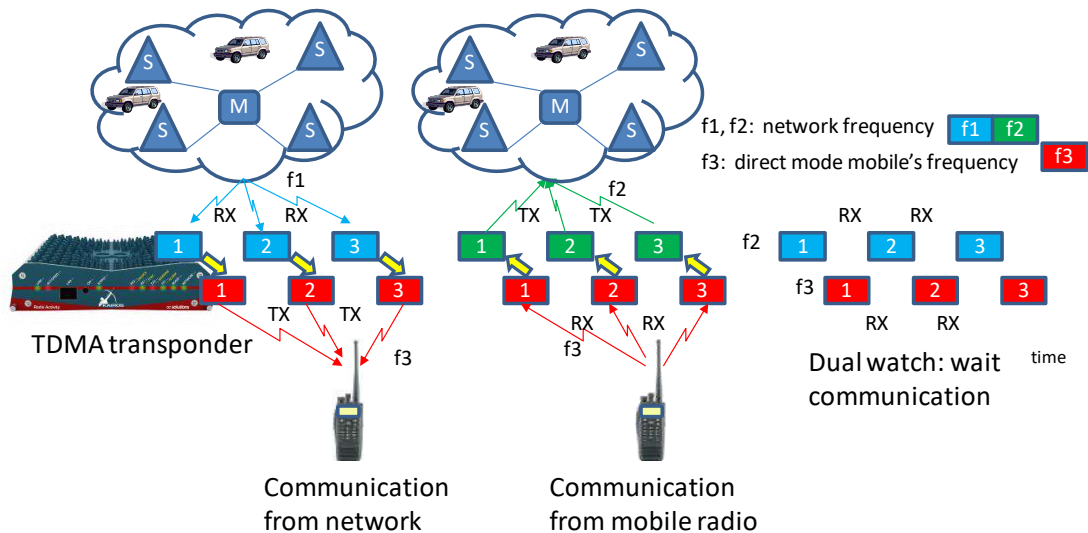 S
S
S
S
M
S
S
S
S
M
f1, f2: network frequency
f1
f2
f3: direct mode mobile's frequency
f3
f1
RX
RX
f2
TX
TX
RX
RX
1
2
3
1
2
3
f2
1
2
3
1
2
3
1
2
3
f3
1
2
3
TX
TX
RX
RX
RX
RX
TDMA transponder
f3
f3
Dual watch: wait
communication
time
Communication
from network
Communication
from mobile radio